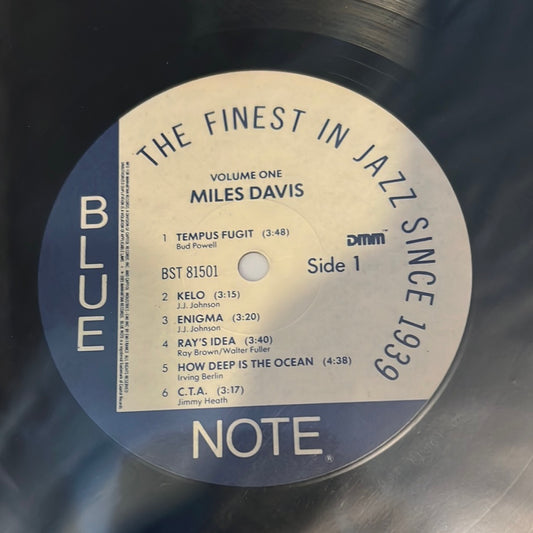 THE FINEST IN JAZZ SINCE 1939
VOLUME ONE
MILES DAVIS
1 TEMPUS FUGIT (3:48)
Bud Powell
DMM™
BST 81501
Side 1
2 KELO (3:15)
J.J. Johnson
3 ENIGMA (3:20)
J.J. Johnson
4 RAY'S IDEA (3:40)
Ray Brown/Walter Fuller
5 HOW DEEP IS THE OCEAN (4:38)
Irving Berlin
6 C.T.A. (3:17)
Jimmy Heath
BLUE
NOTE®